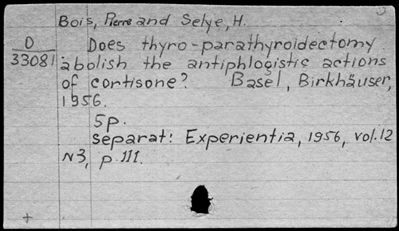 Bois, Pierre and Selye, H.
D
33081
Does thyro-parathyroidectomy
abolish the antiphlogistic actions
of cortisone? Basel, Birkhäuser,
1956.
5p.
Separat: Experientia, 1956, vol.12
N3, p.111.